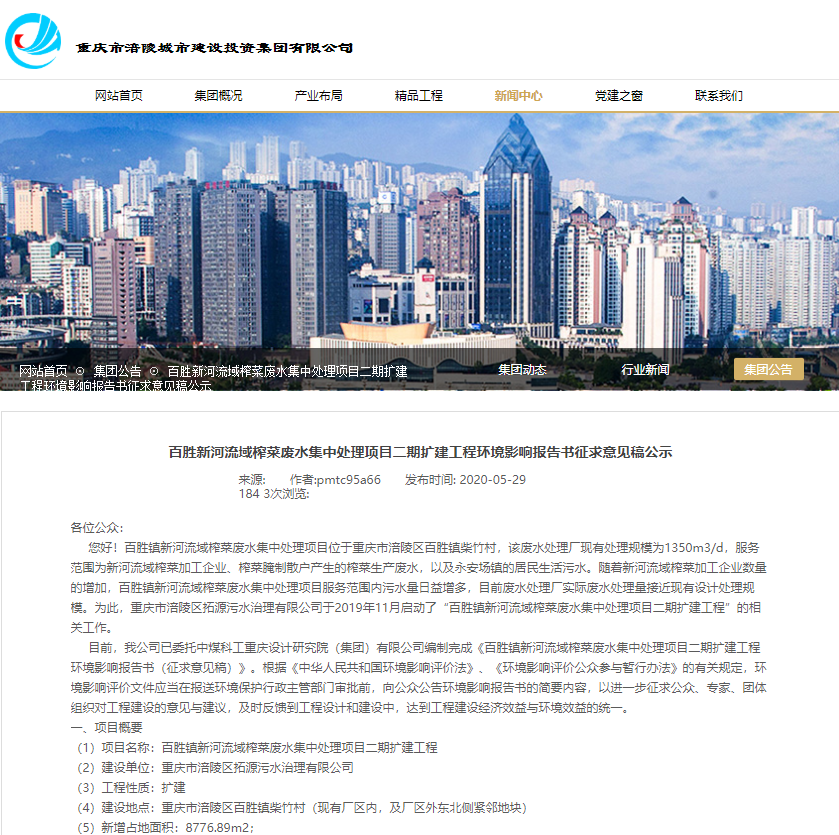 重庆市涪陵城市建设投资集团有限公司
网站首页 集团概况 产业布局 精品工程 新闻中心 党建之窗 联系我们
网站首页 ⊙ 集团公告 ⊙ 百胜新河流域榨菜废水集中处理项目二期扩建
工程环境影响报告书征求意见稿公示
集团动态 行业新闻 集团公告
百胜新河流域榨菜废水集中处理项目二期扩建工程环境影响报告书征求意见稿公示
来源: 作者:pmtc95a66 发布时间: 2020-05-29
184 3次浏览:
各位公众:
您好！百胜镇新河流域榨菜废水集中处理项目位于重庆市涪陵区百胜镇柴竹村，该废水处理厂现有处理规模为1350m3/d，服务
范围为新河流域榨菜加工企业、榨菜腌制散户产生的榨菜生产废水，以及永安场镇的居民生活污水。随着新河流域榨菜加工企业数量
的增加，百胜镇新河流域榨菜废水集中处理项目服务范围内污水量日益增多，目前废水处理厂实际废水处理量接近现有设计处理规
模。为此，重庆市涪陵区拓源污水治理有限公司于2019年11月启动了“百胜镇新河流域榨菜废水集中处理项目二期扩建工程”的相
关工作。
目前，我公司已委托中煤科工重庆设计研究院（集团）有限公司编制完成《百胜镇新河流域榨菜废水集中处理项目二期扩建工程
环境影响报告书（征求意见稿）》。根据《中华人民共和国环境影响评价法》、《环境影响评价公众参与暂行办法》的有关规定，环
境影响评价文件应当在报送环境保护行政主管部门审批前，向公众公告环境影响报告书的简要内容，以进一步征求公众、专家、团体
组织对工程建设的意见与建议，及时反馈到工程设计和建设中，达到工程建设经济效益与环境效益的统一。
一、项目概要
（1）项目名称：百胜镇新河流域榨菜废水集中处理项目二期扩建工程
（2）建设单位：重庆市涪陵区拓源污水治理有限公司
（3）工程性质：扩建
（4）建设地点：重庆市涪陵区百胜镇柴竹村（现有厂区内，及厂区外东北侧紧邻地块）
（5）新增占地面积：8776.89m2；